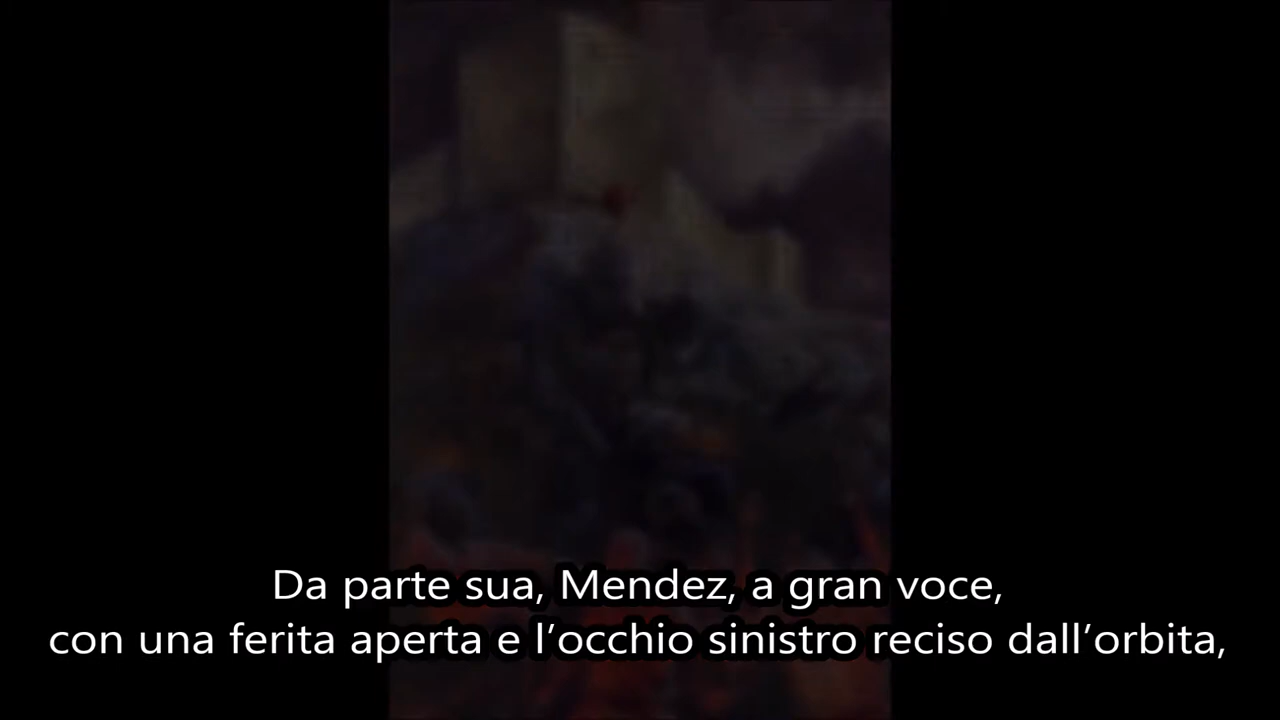 Da parte sua, Mendez, a gran voce,
con una ferita aperta e l’occhio sinistro reciso dall’orbita,